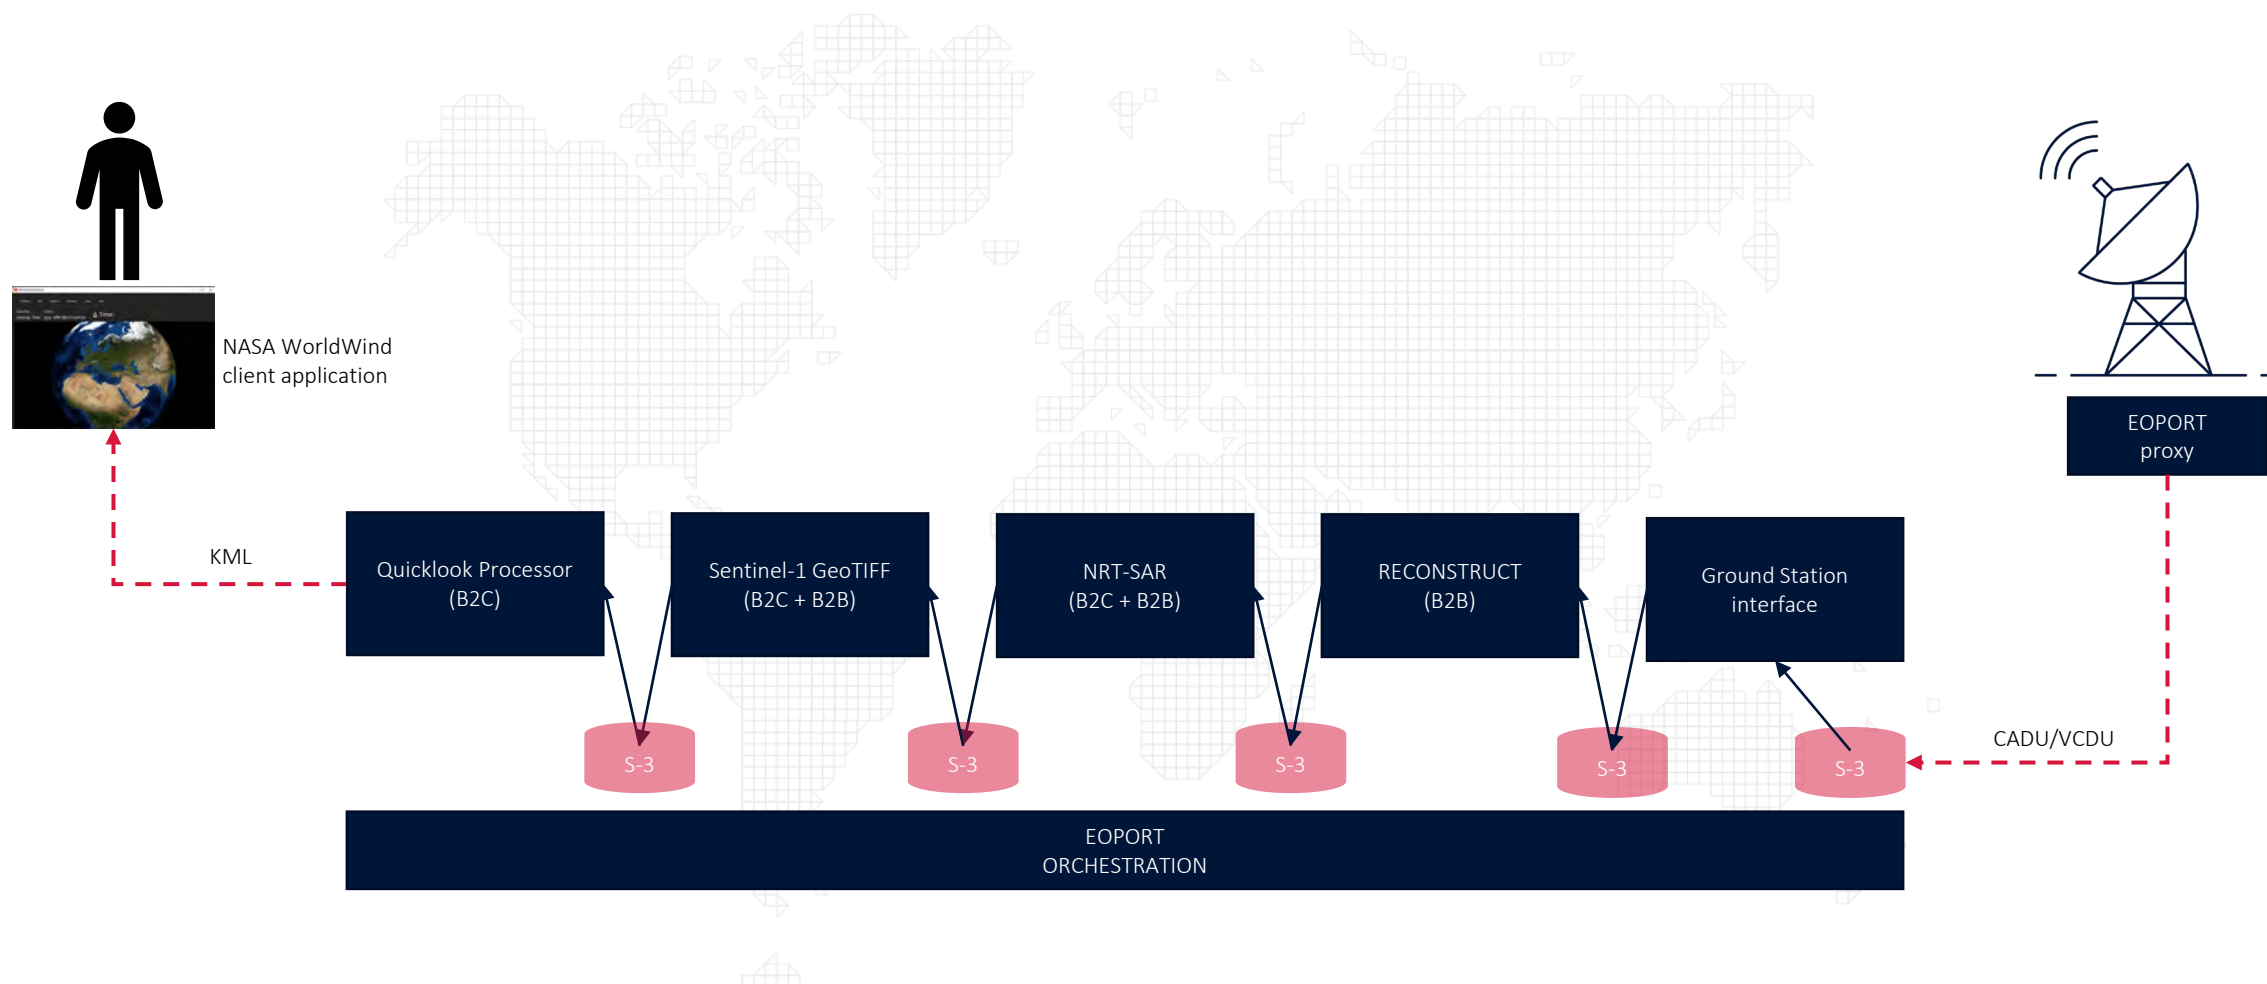 NASA WorldWind
client application
EOPORT
proxy
KML
Quicklook Processor
(B2C)
Sentinel-1 GeoTIFF
(B2C + B2B)
NRT-SAR
(B2C + B2B)
RECONSTRUCT
(B2B)
Ground Station
interface
CADU/VCDU
S-3
S-3
S-3
S-3
S-3
EOPORT
ORCHESTRATION